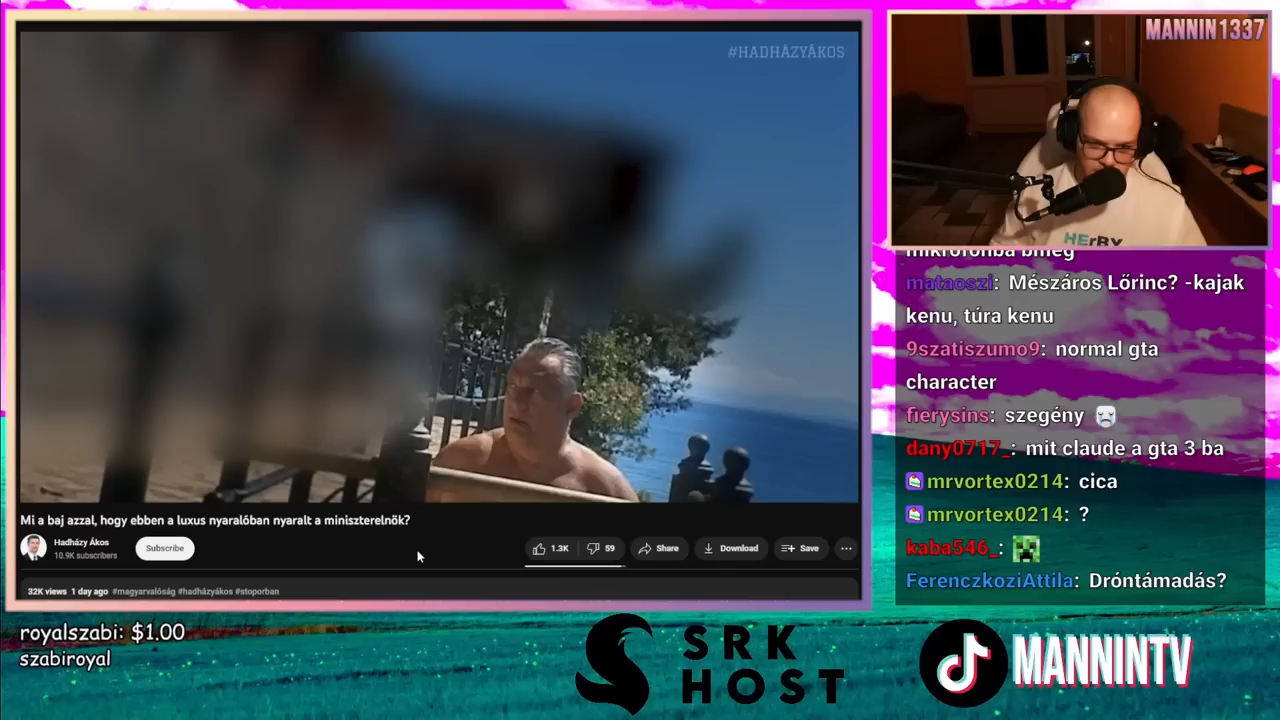 #HADHÁZYÁKOS
Mi a baj azzal, hogy ebben a luxus nyaralóban nyaralt a miniszterelnök?
Hadházy Ákos
10.9K subscribers
Subscribe
1.3K
59
Share
Download
Save
32K views 1 day ago #magyarvalóság #hadházyákos #stoporban
MANNIN1337
HErBY
mikrofonba bmeg
mataoszi: Mészáros Lőrinc? -kajak
kenu, túra kenu
9szatiszumo9: normal gta
character
fierysins: szegény
dany0717_: mit claude a gta 3 ba
mrvortex0214: cica
mrvortex0214: ?
kaba546_:
FerenczkoziAttila: Dróntámadás?
royalszabi: $1.00
szabiroyal
SRK
HOST
MANNINTV